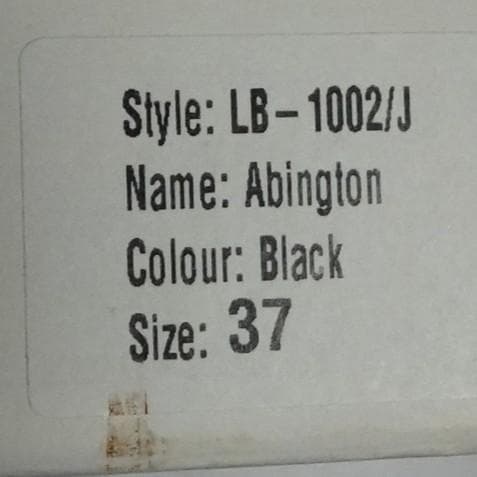 Style: LB-1002/J
Name: Abington
Colour: Black
Size: 37